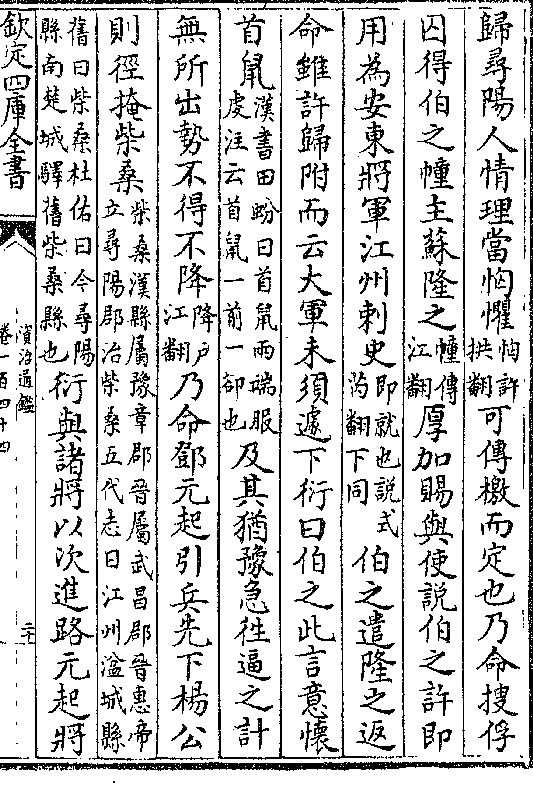 歸尋陽人情理當恟懼恟許拱翻可傳檄而定也乃命搜俘
囚得伯之幢主蘇隆之幢傳江翻厚加賜與使說伯之許即
用為安東將軍江州刺史即就也說式芮翻下同伯之遣隆之返
命雖許歸附而云大軍未須遽下衍曰伯之此言意懷
首鼠漢書田蚡曰首鼠兩端服虔注云首鼠一前一卻也及其猶豫急徃逼之計
無所出勢不得不降降户江翻乃命鄧元起引兵先下楊公
則徑掩柴桑柴桑漢縣屬豫章郡晉屬武昌郡晉惠帝立尋陽郡治柴桑五代志曰江州湓城縣
舊曰柴桑杜佑曰今尋陽縣南楚城驛舊柴桑縣也衍與諸將以次進路元起將
欽定四庫全書
資治通鑑
卷一百四十四
二十